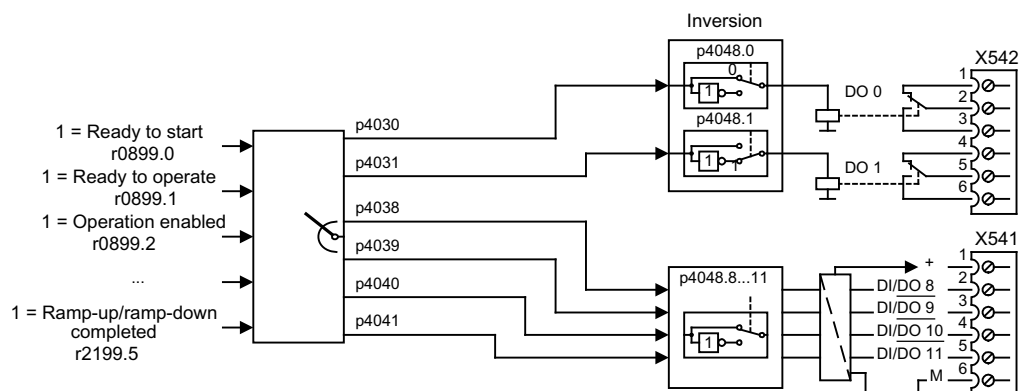 Inversion
p4048.0
X542
0
1
1
DO 0
2
p4030
p4048.1
3
1 = Ready to start
r0899.0
p4031
4
1
1
DO 1
5
1 = Ready to operate
r0899.1
6
p4038
1 = Operation enabled
r0899.2
X541
p4039
1
+
p4048.8...11
2
...
p4040
DI/DO 8
3
DI/DO 9
1 = Ramp-up/ramp-down
completed
r2199.5
p4041
4
1
DI/DO 10
5
DI/DO 11
6
M